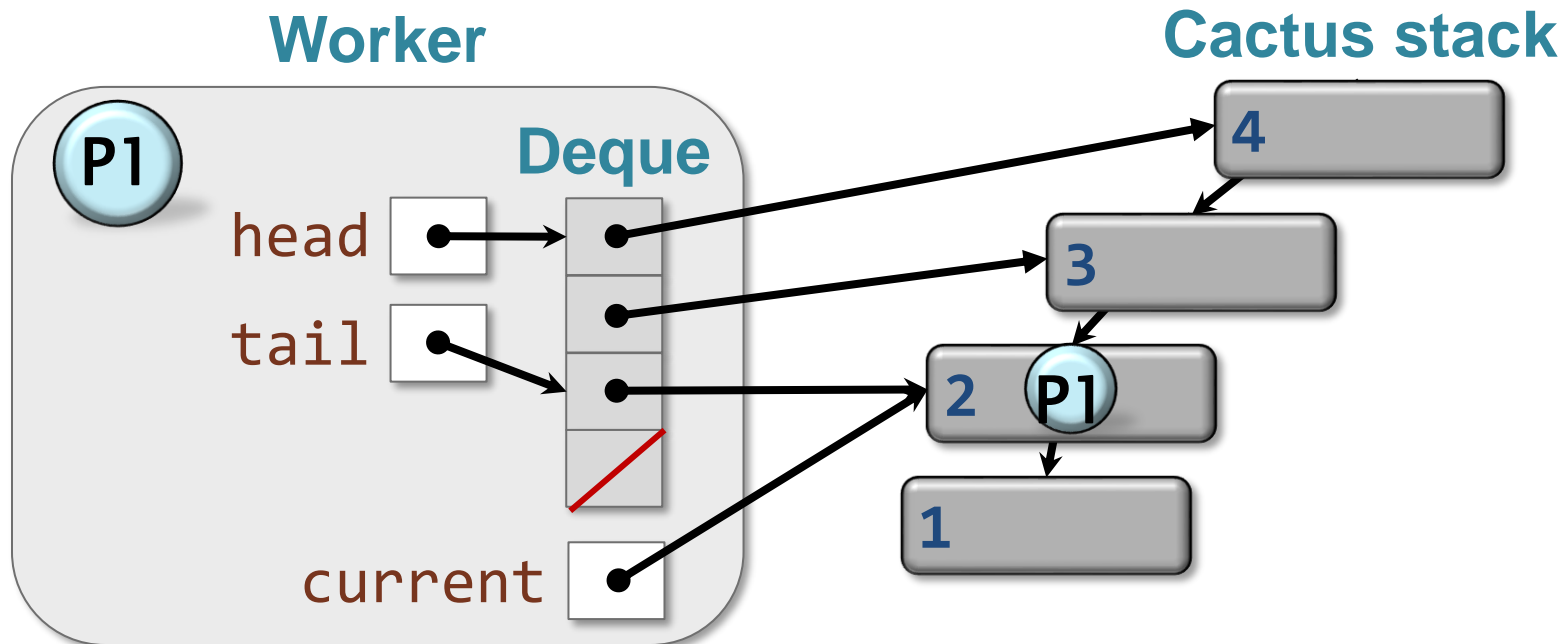 Worker
Cactus stack
P1
Deque
4
head
3
tail
2
P1
1
current